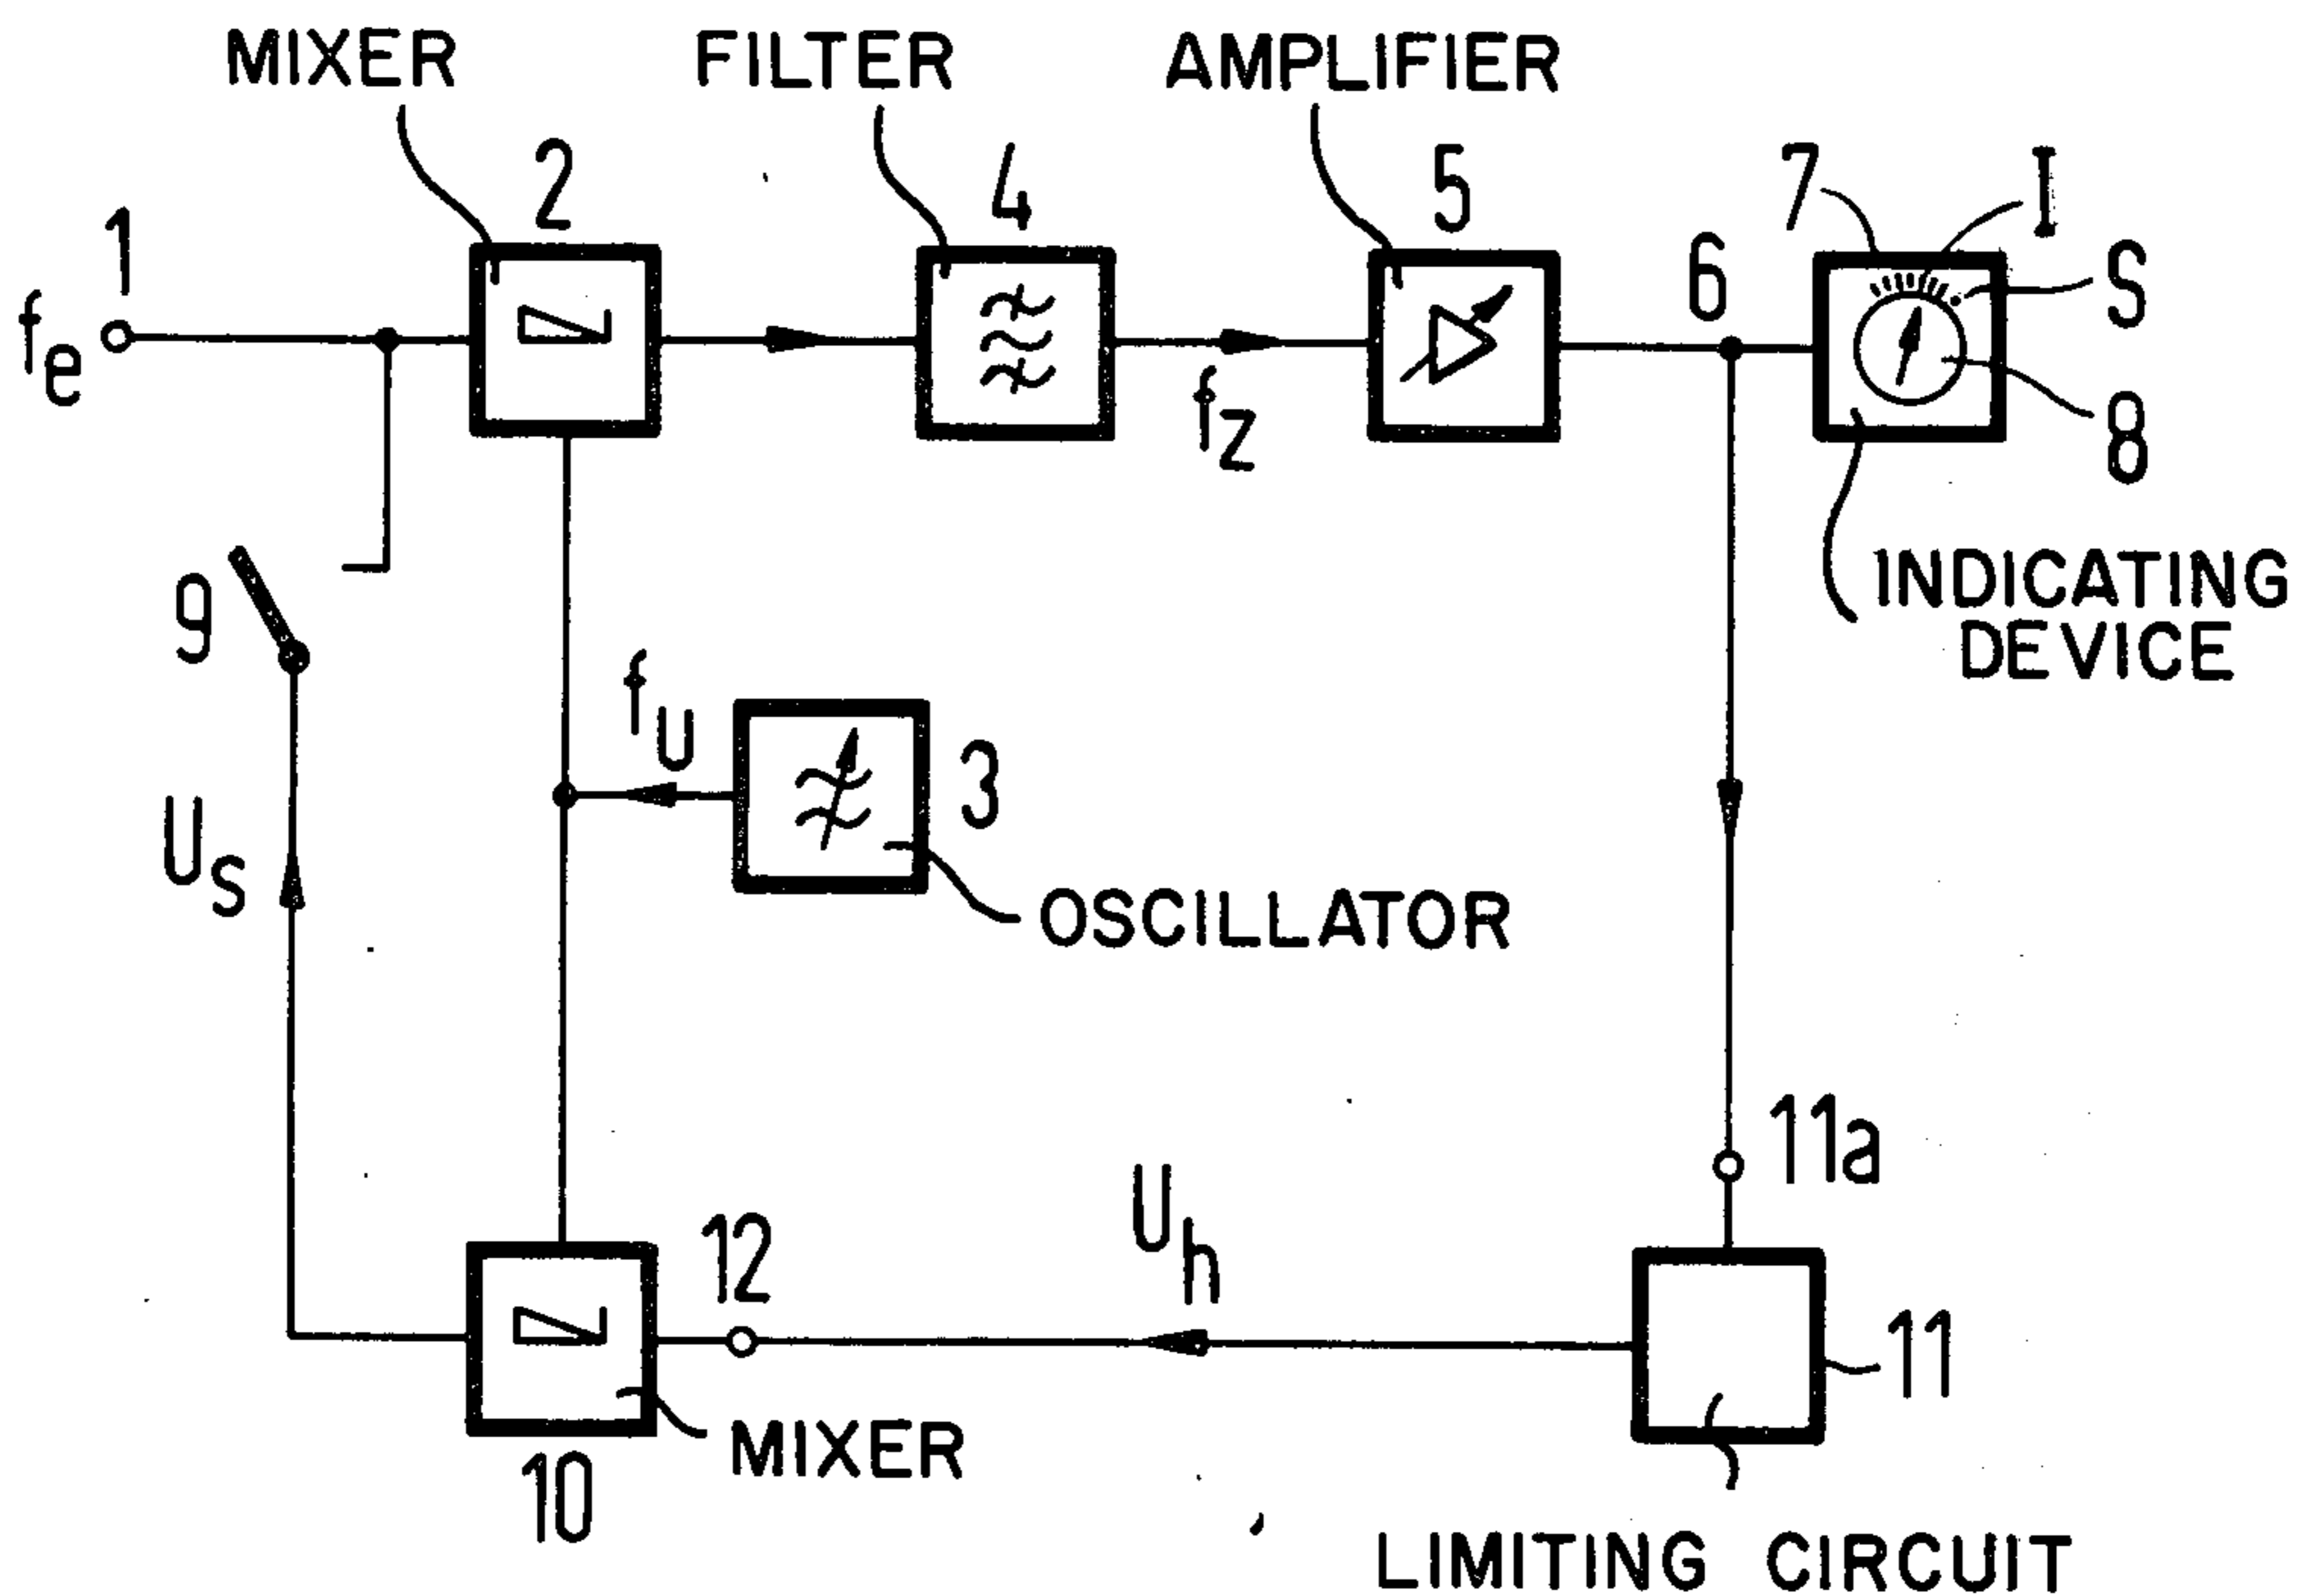 MIXER
FILTER
AMPLIFIER
1
2
4
5
6
7
I
S
8
fe
fz
INDICATING
DEVICE
9
fu
3
OSCILLATOR
Us
11a
12
Uh
11
10
MIXER
LIMITING CIRCUIT